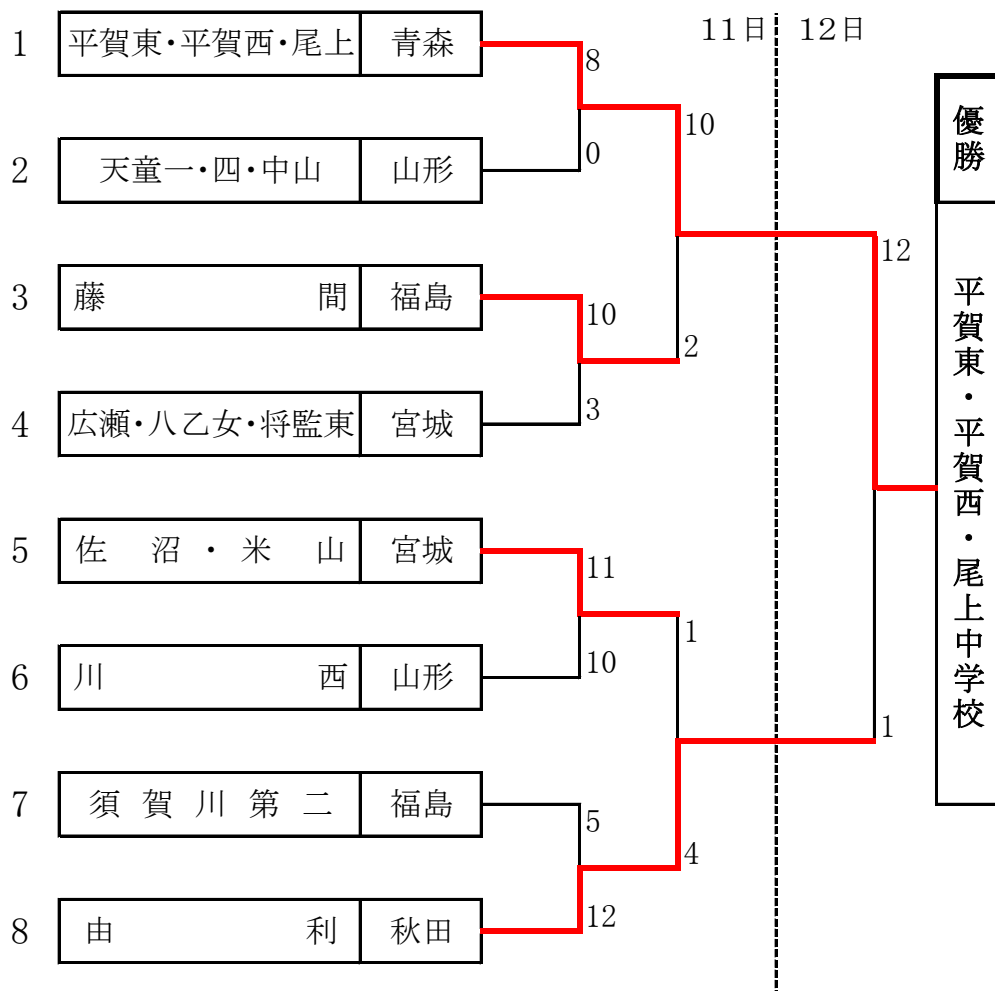 11日 12日
1 平賀東・平賀西・尾上 青森
8
10
2 天童一・四・中山 山形
0
12
3 藤間 福島
10
2
4 広瀬・八乙女・将監東 宮城
3
5 佐沼・米山 宮城
11
1
6 川西 山形
10
1
7 須賀川第二 福島
5
4
8 由利 秋田
12
優勝
平賀東・平賀西・尾上中学校